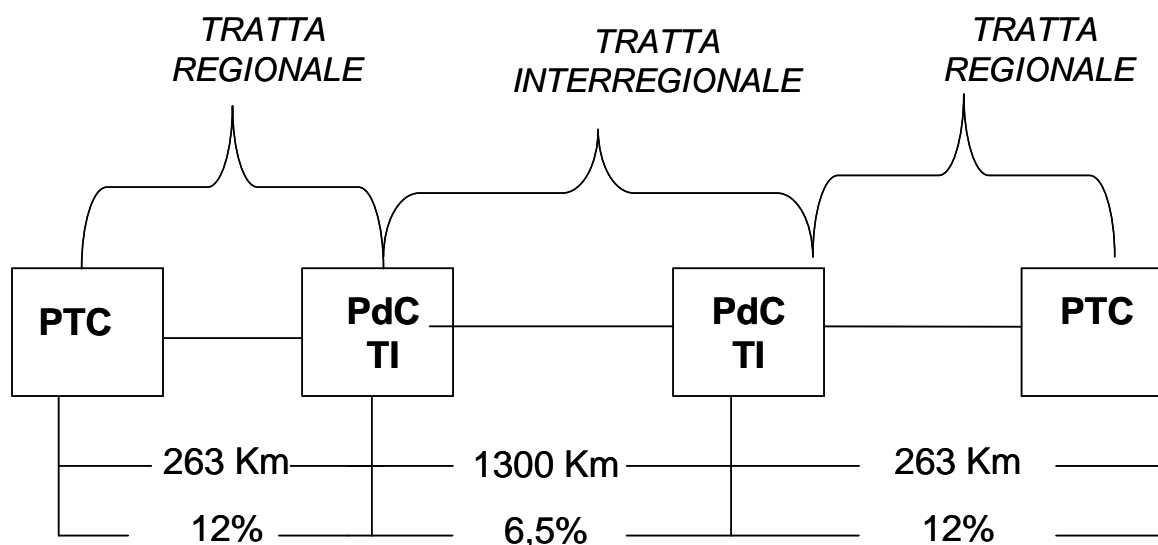 TRATTA
REGIONALE
TRATTA
INTERREGIONALE
TRATTA
REGIONALE
PTC
PdC
TI
PdC
TI
PTC
263 Km
1300 Km
263 Km
12%
6,5%
12%